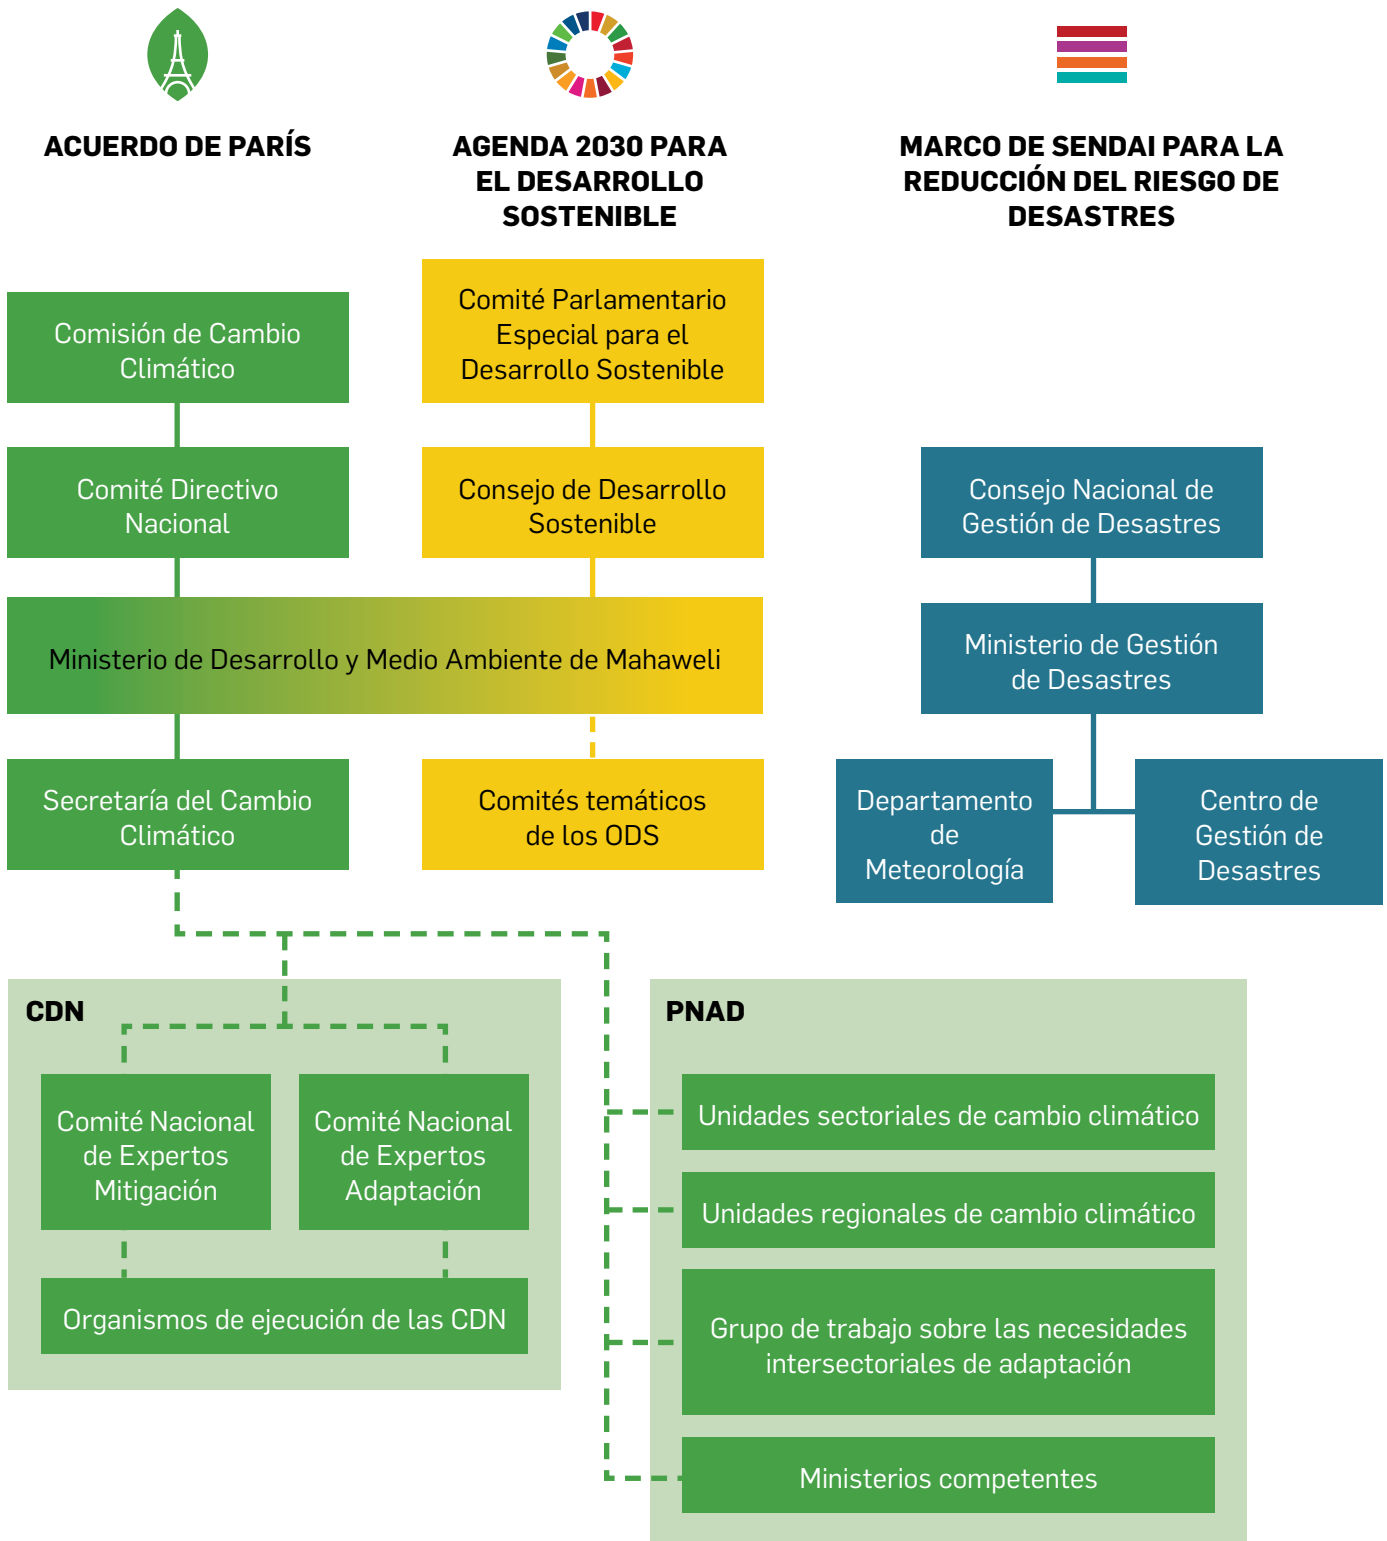 ACUERDO DE PARÍS
AGENDA 2030 PARA
EL DESARROLLO
SOSTENIBLE
MARCO DE SENDAI PARA LA
REDUCCIÓN DEL RIESGO DE
DESASTRES
Comisión de Cambio
Climático
Comité Parlamentario
Especial para el
Desarrollo Sostenible
Comité Directivo
Nacional
Consejo de Desarrollo
Sostenible
Consejo Nacional de
Gestión de Desastres
Ministerio de Desarrollo y Medio Ambiente de Mahaweli
Ministerio de Gestión
de Desastres
Secretaría del Cambio
Climático
Comités temáticos
de los ODS
Departamento
de
Meteorología
Centro de
Gestión de
Desastres
CDN
Comité Nacional
de Expertos
Mitigación
Comité Nacional
de Expertos
Adaptación
Organismos de ejecución de las CDN
PNAD
Unidades sectoriales de cambio climático
Unidades regionales de cambio climático
Grupo de trabajo sobre las necesidades
intersectoriales de adaptación
Ministerios competentes